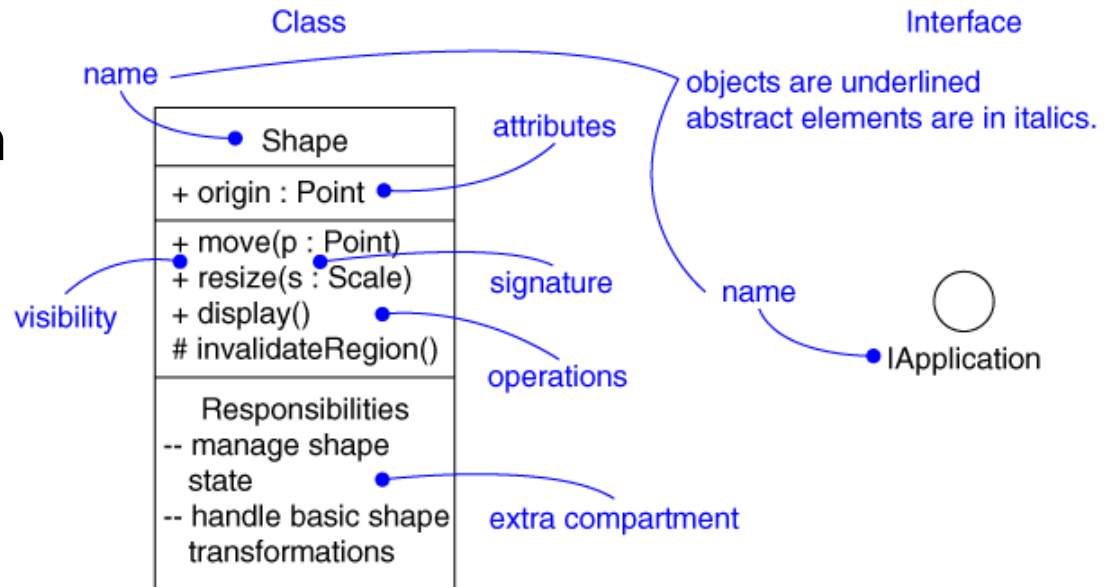 Class
Interface
name
objects are underlined
abstract elements are in italics.
n
Shape
attributes
+ origin : Point
+ move(p : Point)
+ resize(s : Scale)
+ display()
# invalidateRegion()
signature
visibility
operations
name
IApplication
Responsibilities
-- manage shape
state
-- handle basic shape
transformations
extra compartment